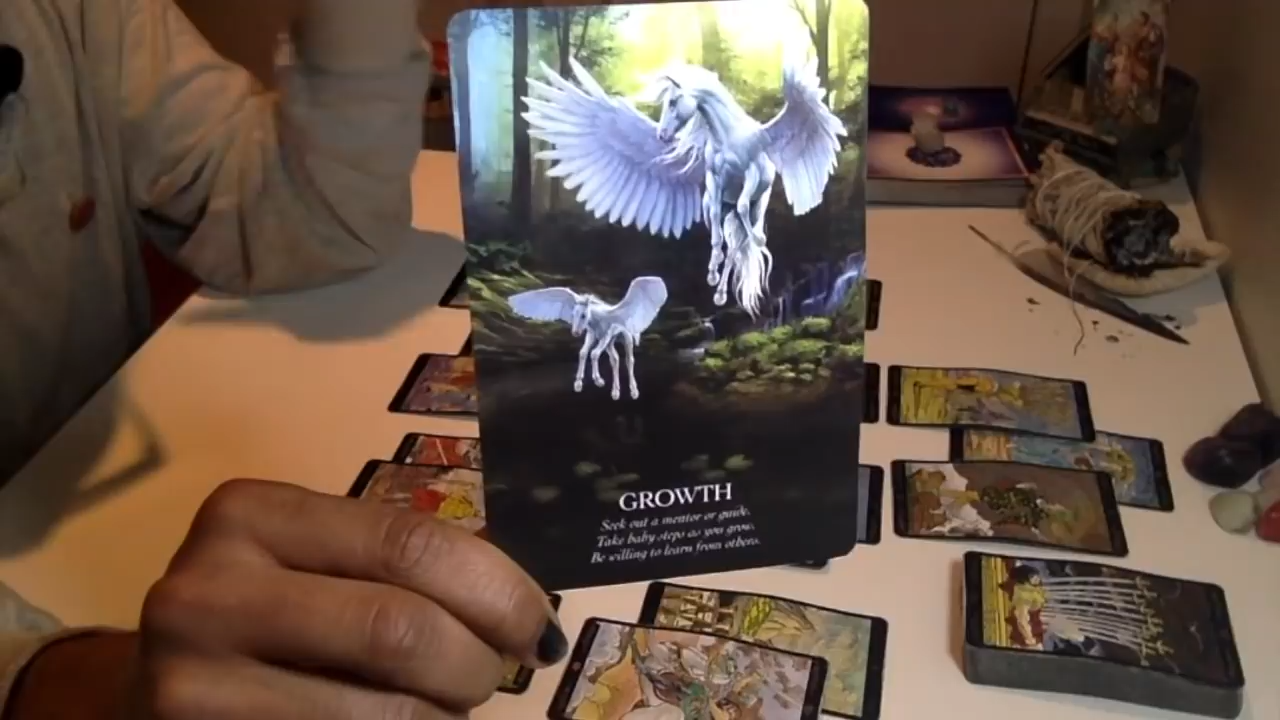 GROWTH
Seek out a mentor or guide.
Take baby steps as you grow.
Be willing to learn from others.